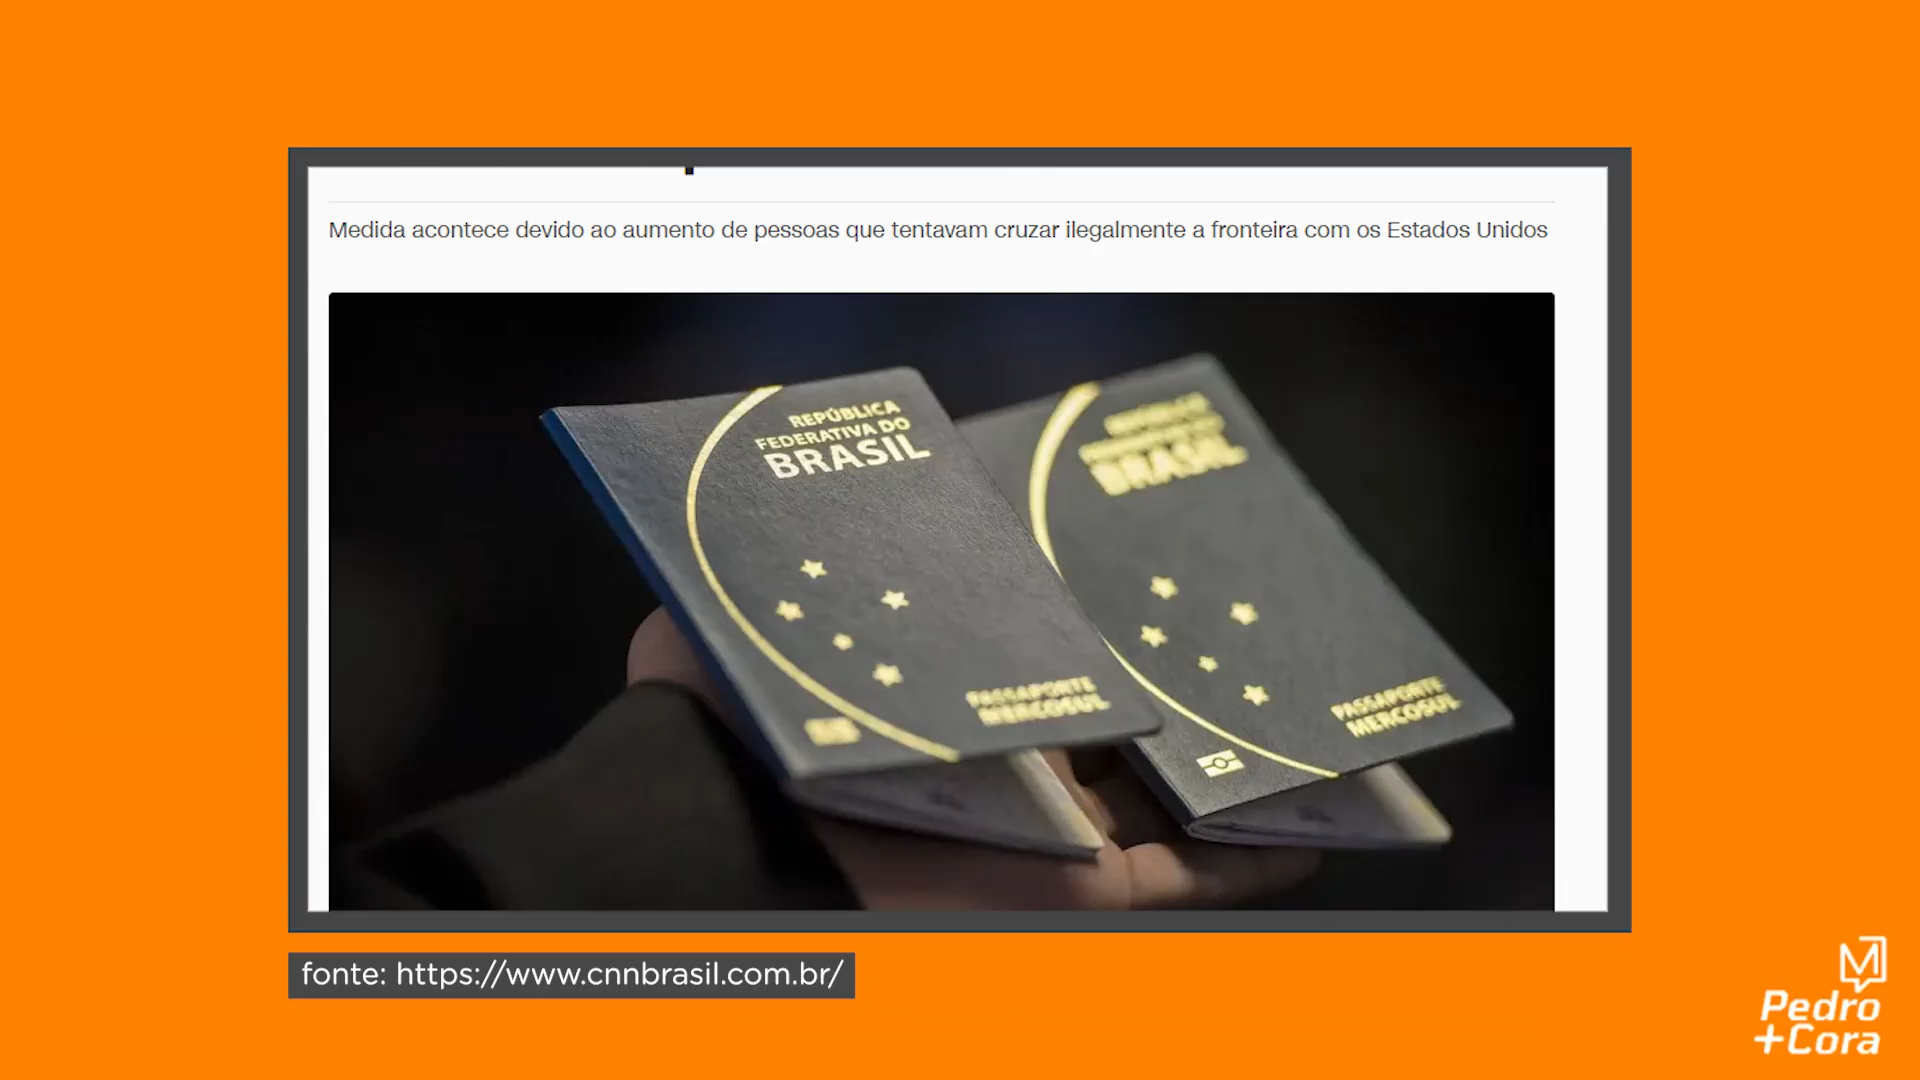 Medida acontece devido ao aumento de pessoas que tentavam cruzar ilegalmente a fronteira com os Estados Unidos
REPÚBLICA
FEDERATIVA DO
BRASIL
BRASIL
PASSAPORTE
MERCOSUL
PASSAPORTE
MERCOSUL
fonte: https://www.cnnbrasil.com.br/
M
Pedro
+Cora